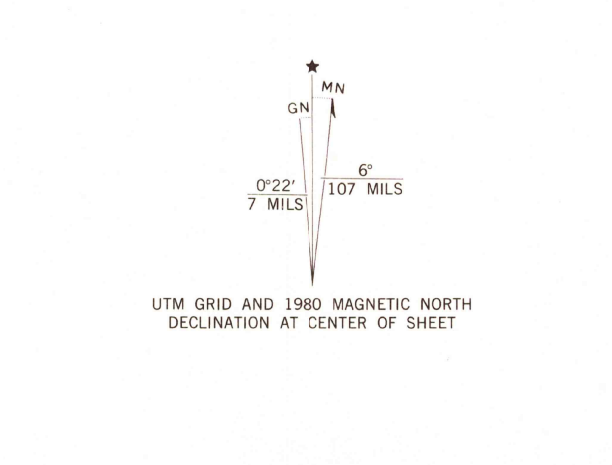 MN
GN
6°
107 MILS
0°22'
7 MILS
UTM GRID AND 1980 MAGNETIC NORTH
DECLINATION AT CENTER OF SHEET